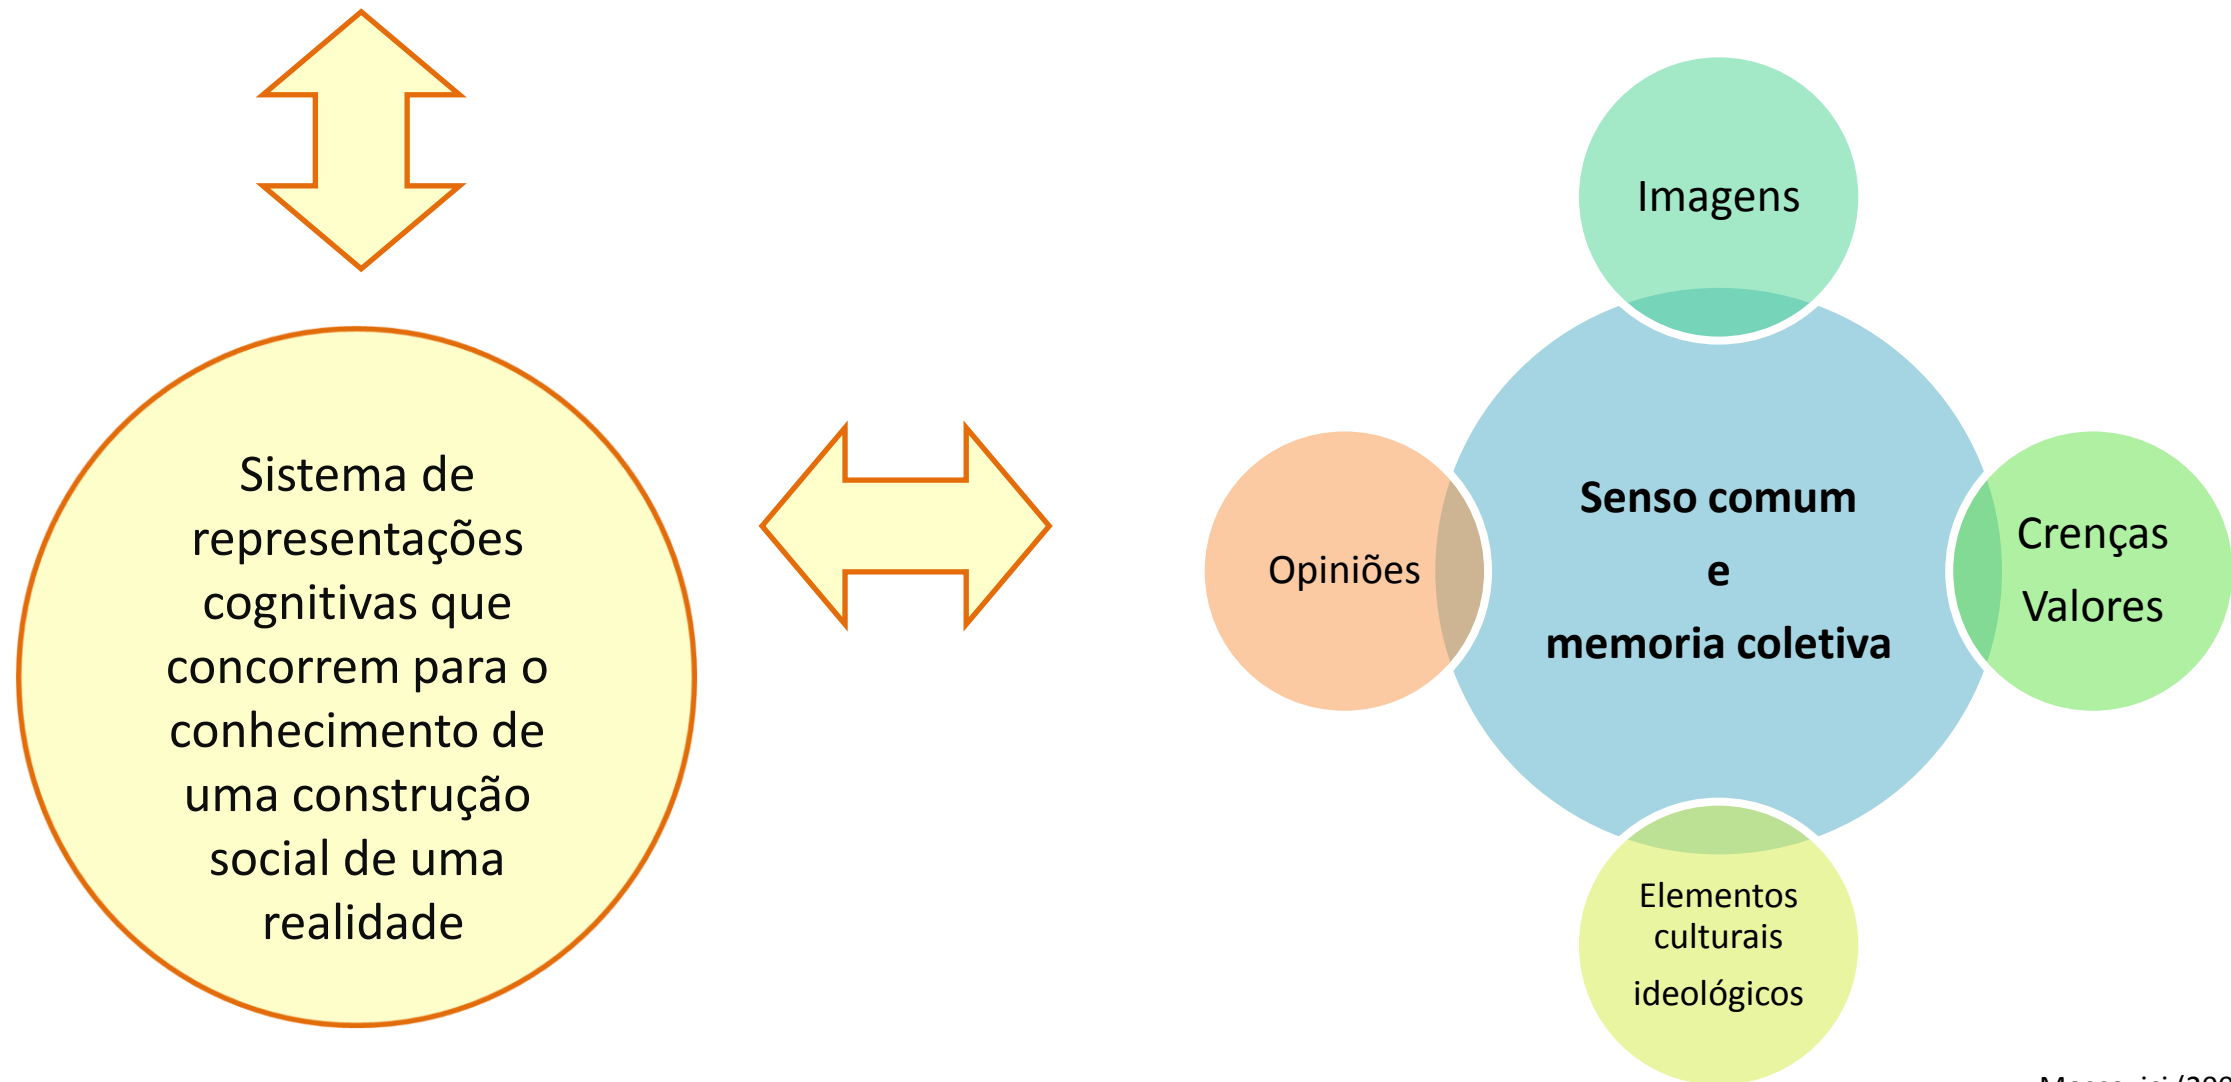 Sistema de
representações
cognitivas que
concorrem para o
conhecimento de
uma construção
social de uma
realidade
Imagens
Opiniões
Senso comum
e
memoria coletiva
Crenças
Valores
Elementos
culturais
ideológicos